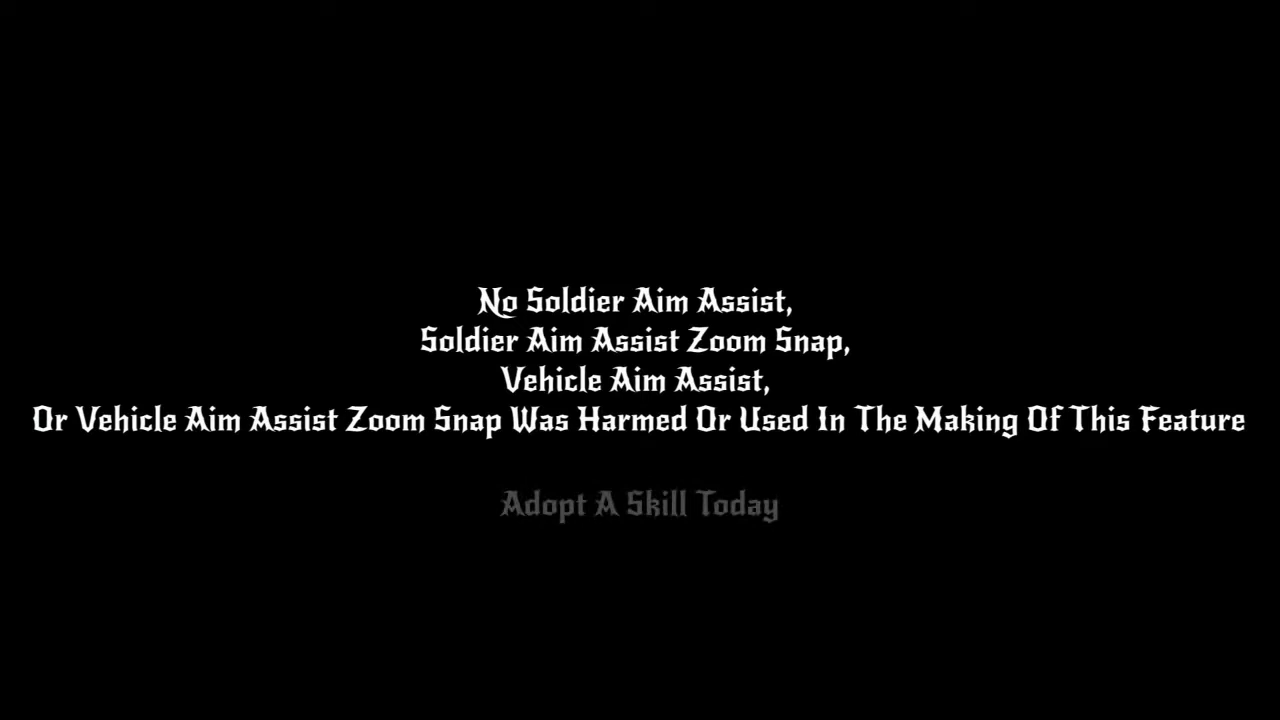 No Soldier Aim Assist,
Soldier Aim Assist Zoom Snap,
Vehicle Aim Assist,
Or Vehicle Aim Assist Zoom Snap Was Harmed Or Used In The Making Of This Feature
Adopt A Skill Today